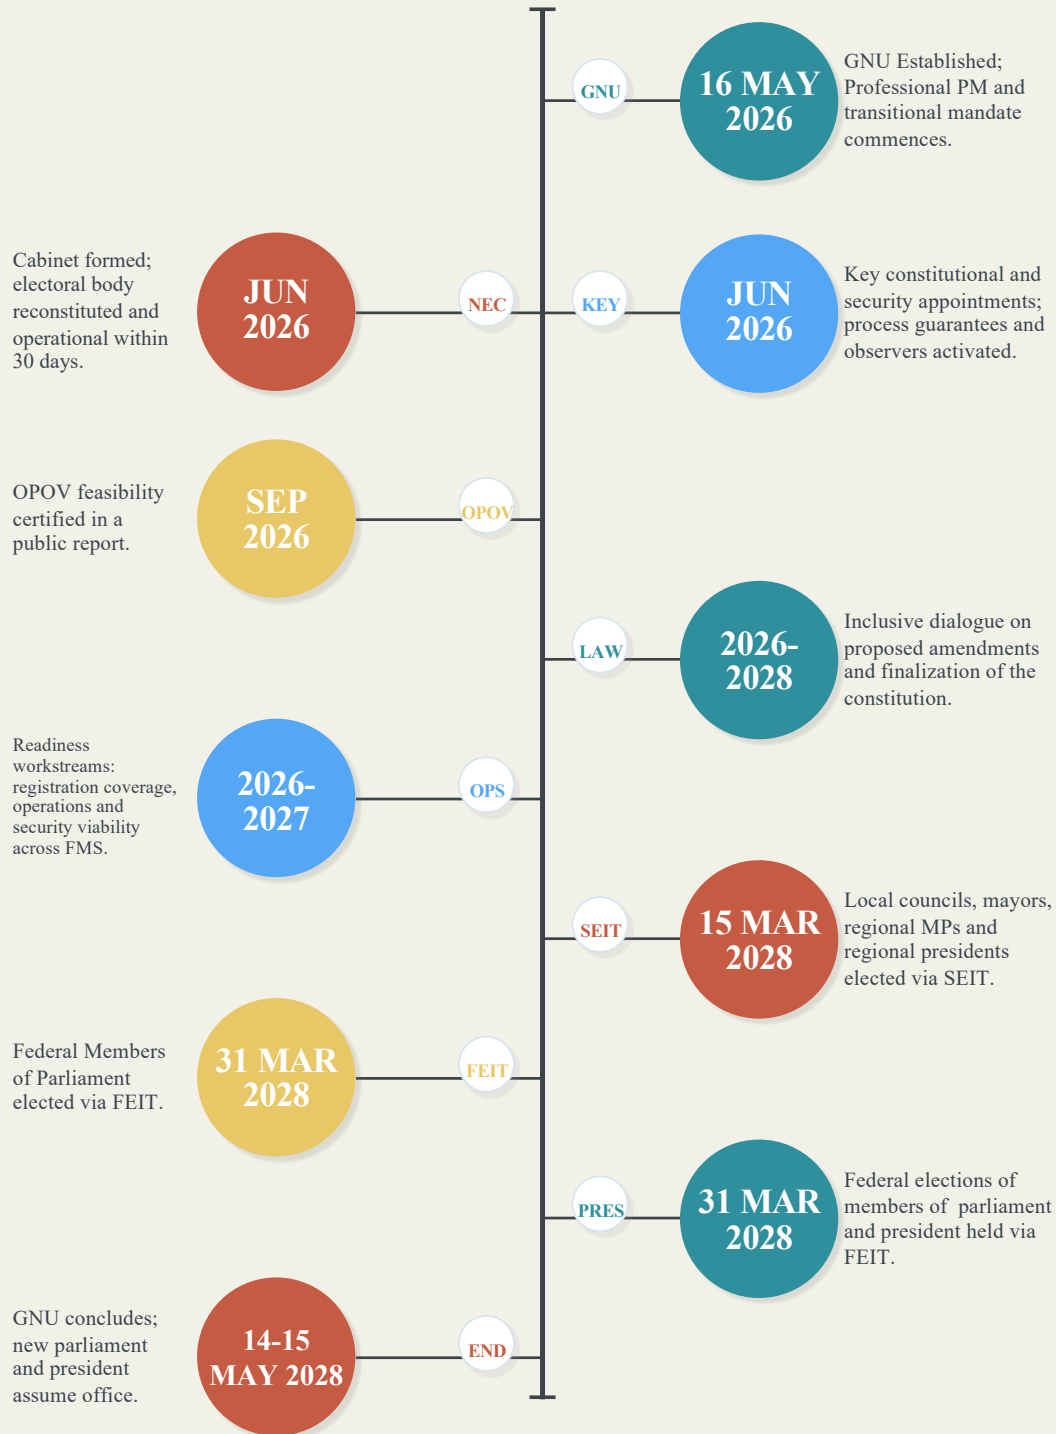 GNU
16 MAY
2026
GNU Established;
Professional PM and
transitional mandate
commences.
Cabinet formed;
electoral body
reconstituted and
operational within
30 days.
JUN
2026
NEC
KEY
JUN
2026
Key constitutional and
security appointments;
process guarantees and
observers activated.
OPOV feasibility
certified in a
public report.
SEP
2026
OPOV
LAW
2026-
2028
Inclusive dialogue on
proposed amendments
and finalization of the
constitution.
Readiness
workstreams:
registration coverage,
operations and
security viability
across FMS.
2026-
2027
OPS
SEIT
15 MAR
2028
Local councils, mayors,
regional MPs and
regional presidents
elected via SEIT.
Federal Members
of Parliament
elected via FEIT.
31 MAR
2028
FEIT
PRES
31 MAR
2028
Federal elections of
members of parliament
and president held via
FEIT.
GNU concludes;
new parliament
and president
assume office.
14-15
MAY 2028
END